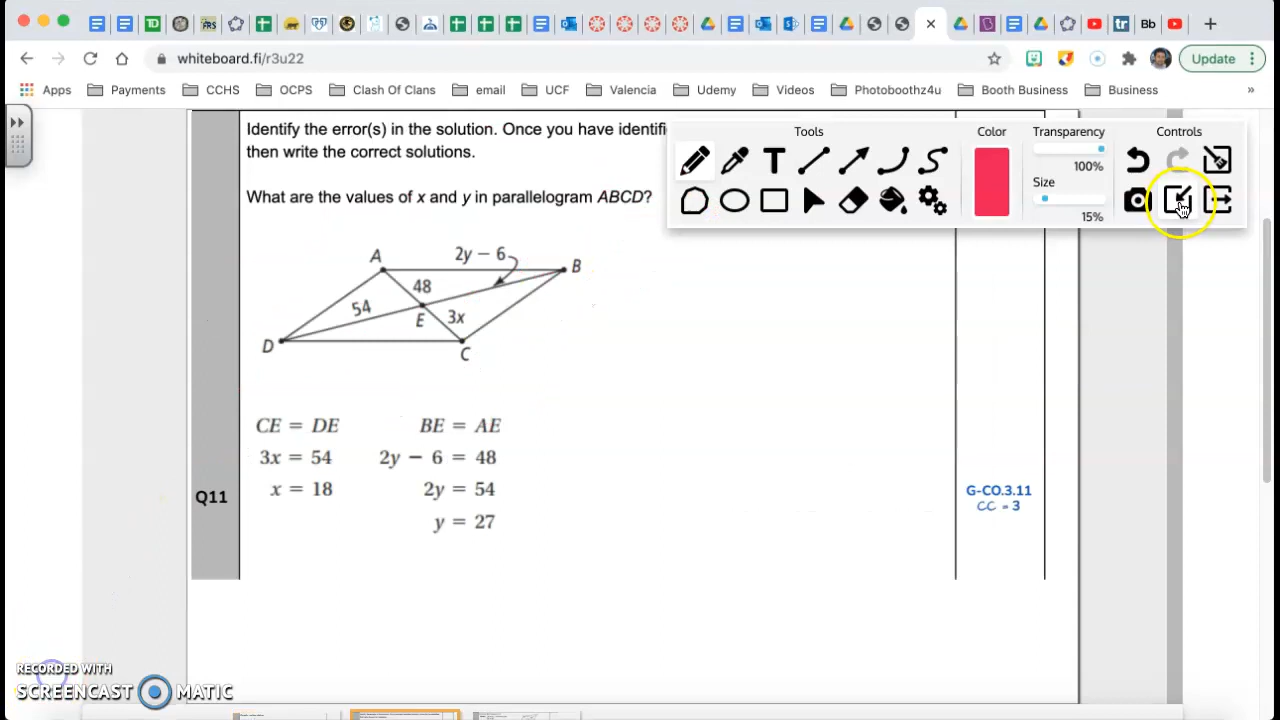 TD
FRS
tr
Bb
whiteboard.fi/r3u22
Update
Apps
Payments
CCHS
OCPS
Clash Of Clans
email
UCF
Valencia
Udemy
Videos
Photoboothz4u
Booth Business
Business
»
Identify the error(s) in the solution. Once you have identifi
then write the correct solutions.
What are the values of x and y in parallelogram ABCD?
Tools
Color
Transparency
Controls
100%
Size
15%
T
A
2y − 6
B
48
54
E
3x
D
C
CE = DE
BE = AE
3x = 54
2y − 6 = 48
x = 18
2y = 54
y = 27
Q11
G-CO.3.11
CC = 3
RECORDED WITH
SCREENCAST MATIC